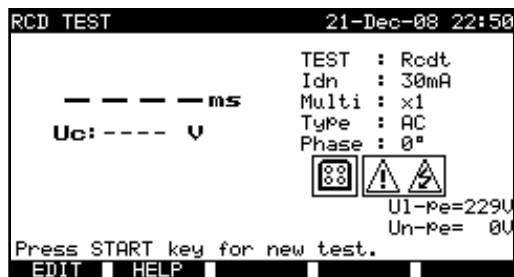 RCD TEST 21-Dec-08 22:50
TEST : Rcdt
Idn : 30mA
Multi : x1
Type : AC
Phase : 0°
----ms
Uc:---- V
Ul-pe=229V
Un-pe= 0V
Press START key for new test.
EDIT HELP